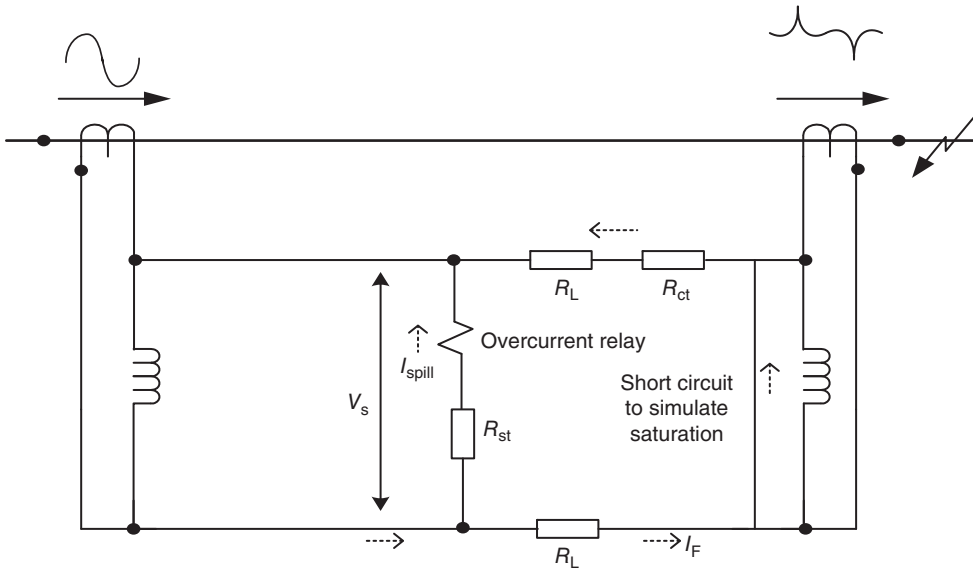 R_L
R_ct
Overcurrent relay
I_spill
Short circuit
to simulate
saturation
V_s
R_st
I_F
R_L